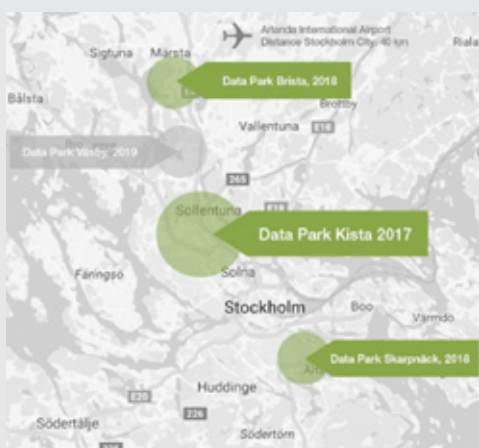 Arlanda International Airport
Distance Stockholm City: 40 km
Sigtuna
Märsta
Data Park Brista, 2018
Bålsta
Brottby
Vallentuna
E18
Data Park Väsby, 2019
265
Sollentuna
E18
Data Park Kista 2017
Färingsö
Solna
Stockholm
Boo
Värmdö
Data Park Skarpnäck, 2018
Huddinge
E20
226
226
Södertälje
Södertörn